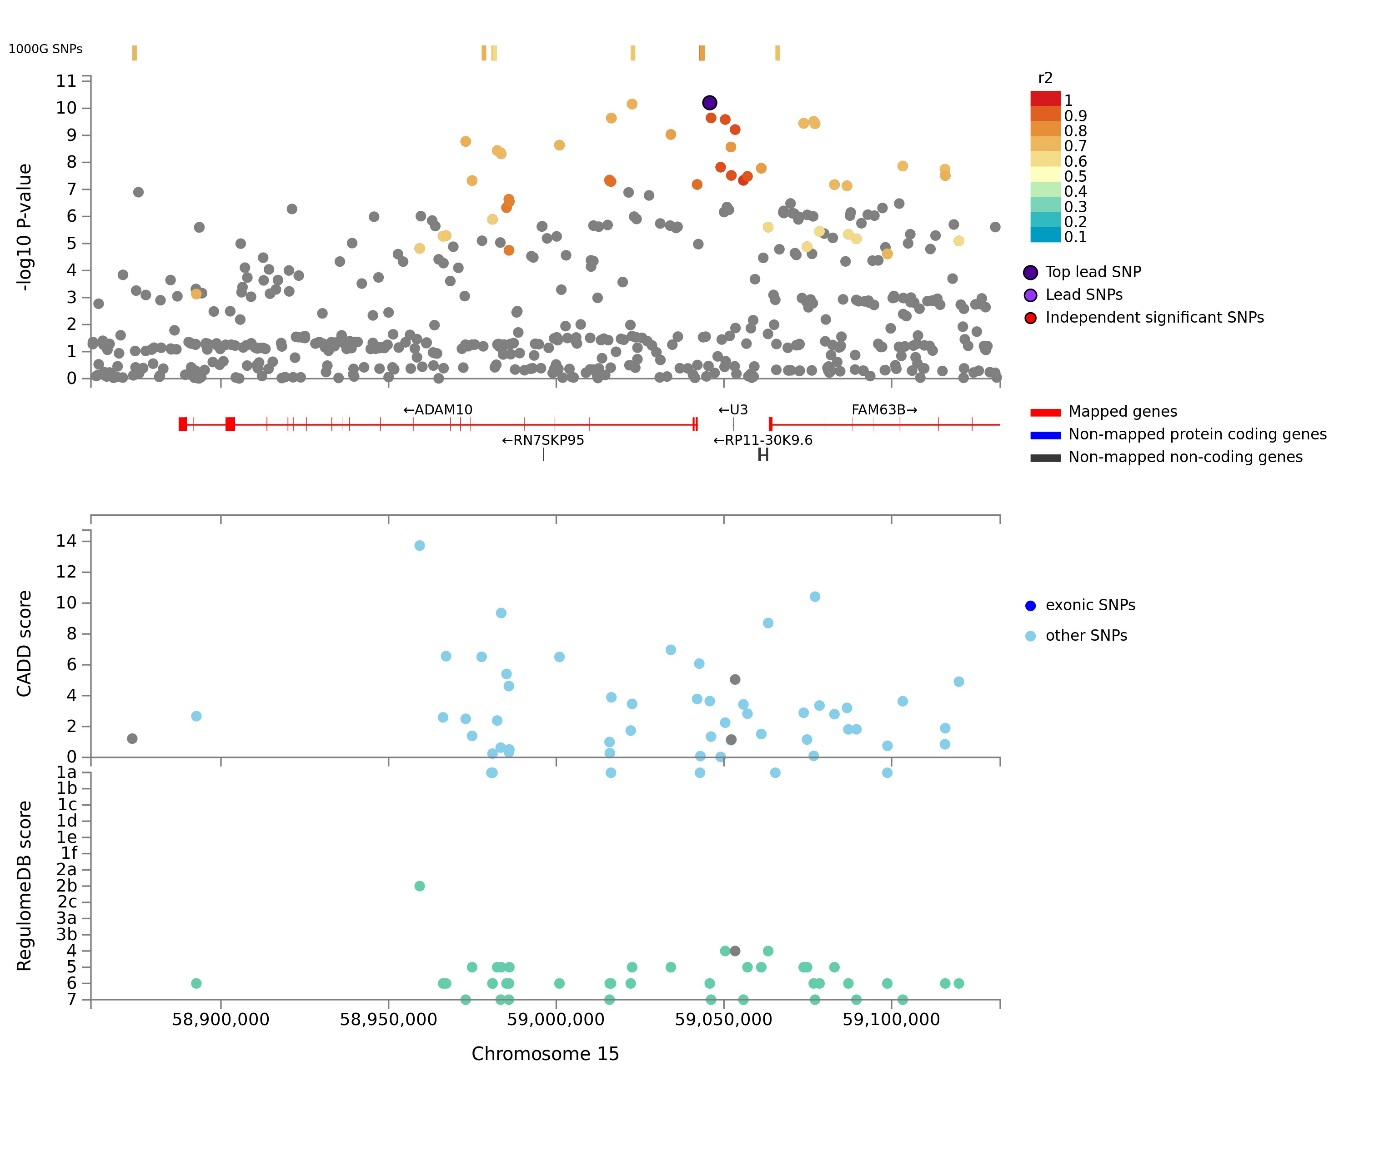 1000G SNPs
-log10 P-value
11
10
9
8
7
6
5
4
3
2
1
0
r2
1
0.9
0.8
0.7
0.6
0.5
0.4
0.3
0.2
0.1
Top lead SNP
Lead SNPs
Independent significant SNPs
←ADAM10
←U3
FAM63B→
←RN7SKP95
←RP11-30K9.6
Mapped genes
Non-mapped protein coding genes
Non-mapped non-coding genes
CADD score
14
12
10
8
6
4
2
0
exonic SNPs
other SNPs
RegulomeDB score
1a
1b
1c
1d
1e
1f
2a
2b
2c
3a
3b
4
5
6
7
58,900,000
58,950,000
59,000,000
59,050,000
59,100,000
Chromosome 15